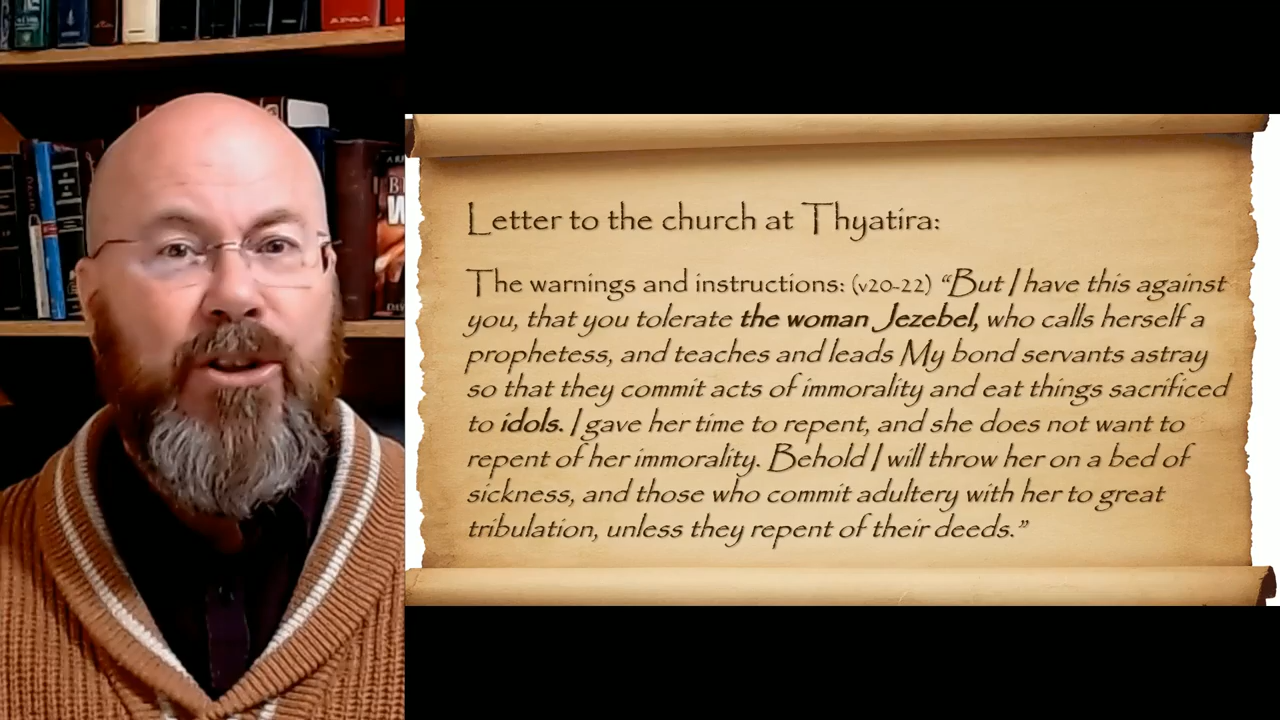 Letter to the church at Thyatira:
The warnings and instructions: (v20-22) “But I have this against
you, that you tolerate the woman Jezebel, who calls herself a
prophetess, and teaches and leads My bond servants astray
so that they commit acts of immorality and eat things sacrificed
to idols. I gave her time to repent, and she does not want to
repent of her immorality. Behold I will throw her on a bed of
sickness, and those who commit adultery with her to great
tribulation, unless they repent of their deeds.”